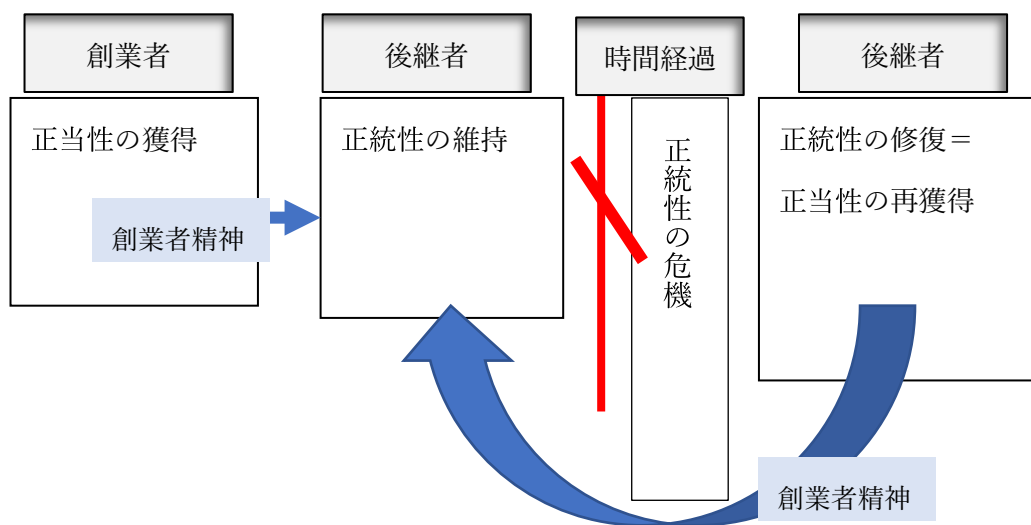 創業者
後継者
時間経過
後継者
正当性の獲得
創業者精神
正統性の維持
正統性の危機
正統性の修復＝
正当性の再獲得
創業者精神